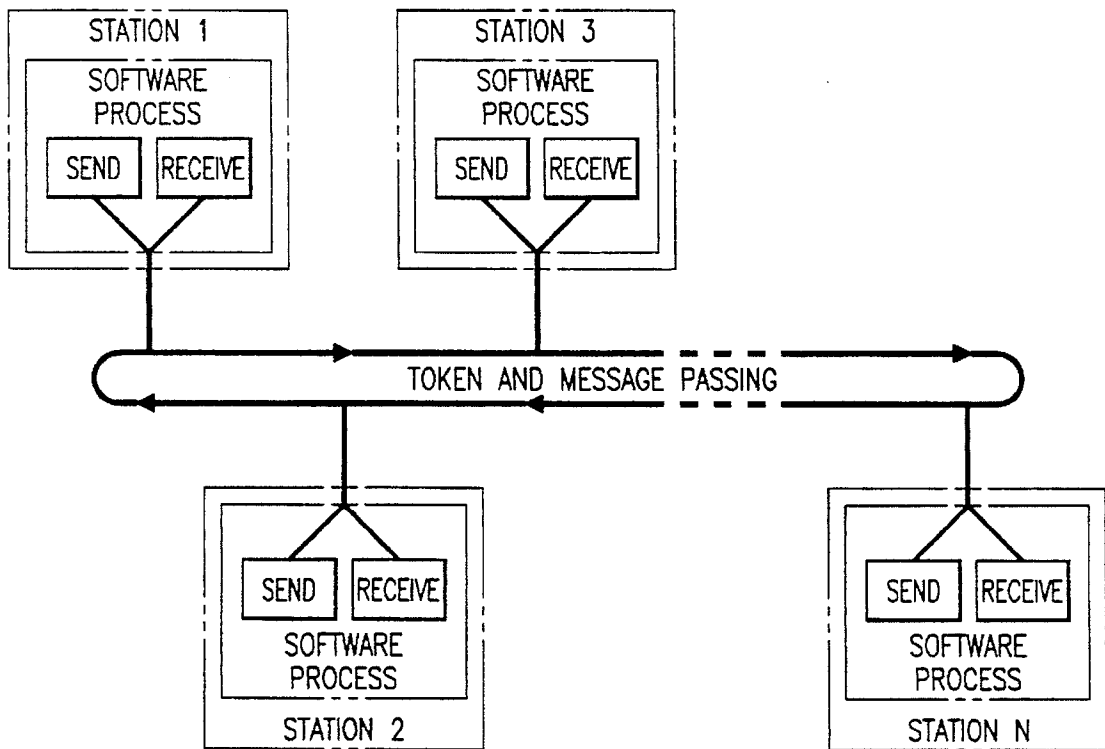 STATION 1
SOFTWARE
PROCESS
SEND
RECEIVE
STATION 3
SOFTWARE
PROCESS
SEND
RECEIVE
TOKEN AND MESSAGE PASSING
SEND
RECEIVE
SOFTWARE
PROCESS
STATION 2
SEND
RECEIVE
SOFTWARE
PROCESS
STATION N